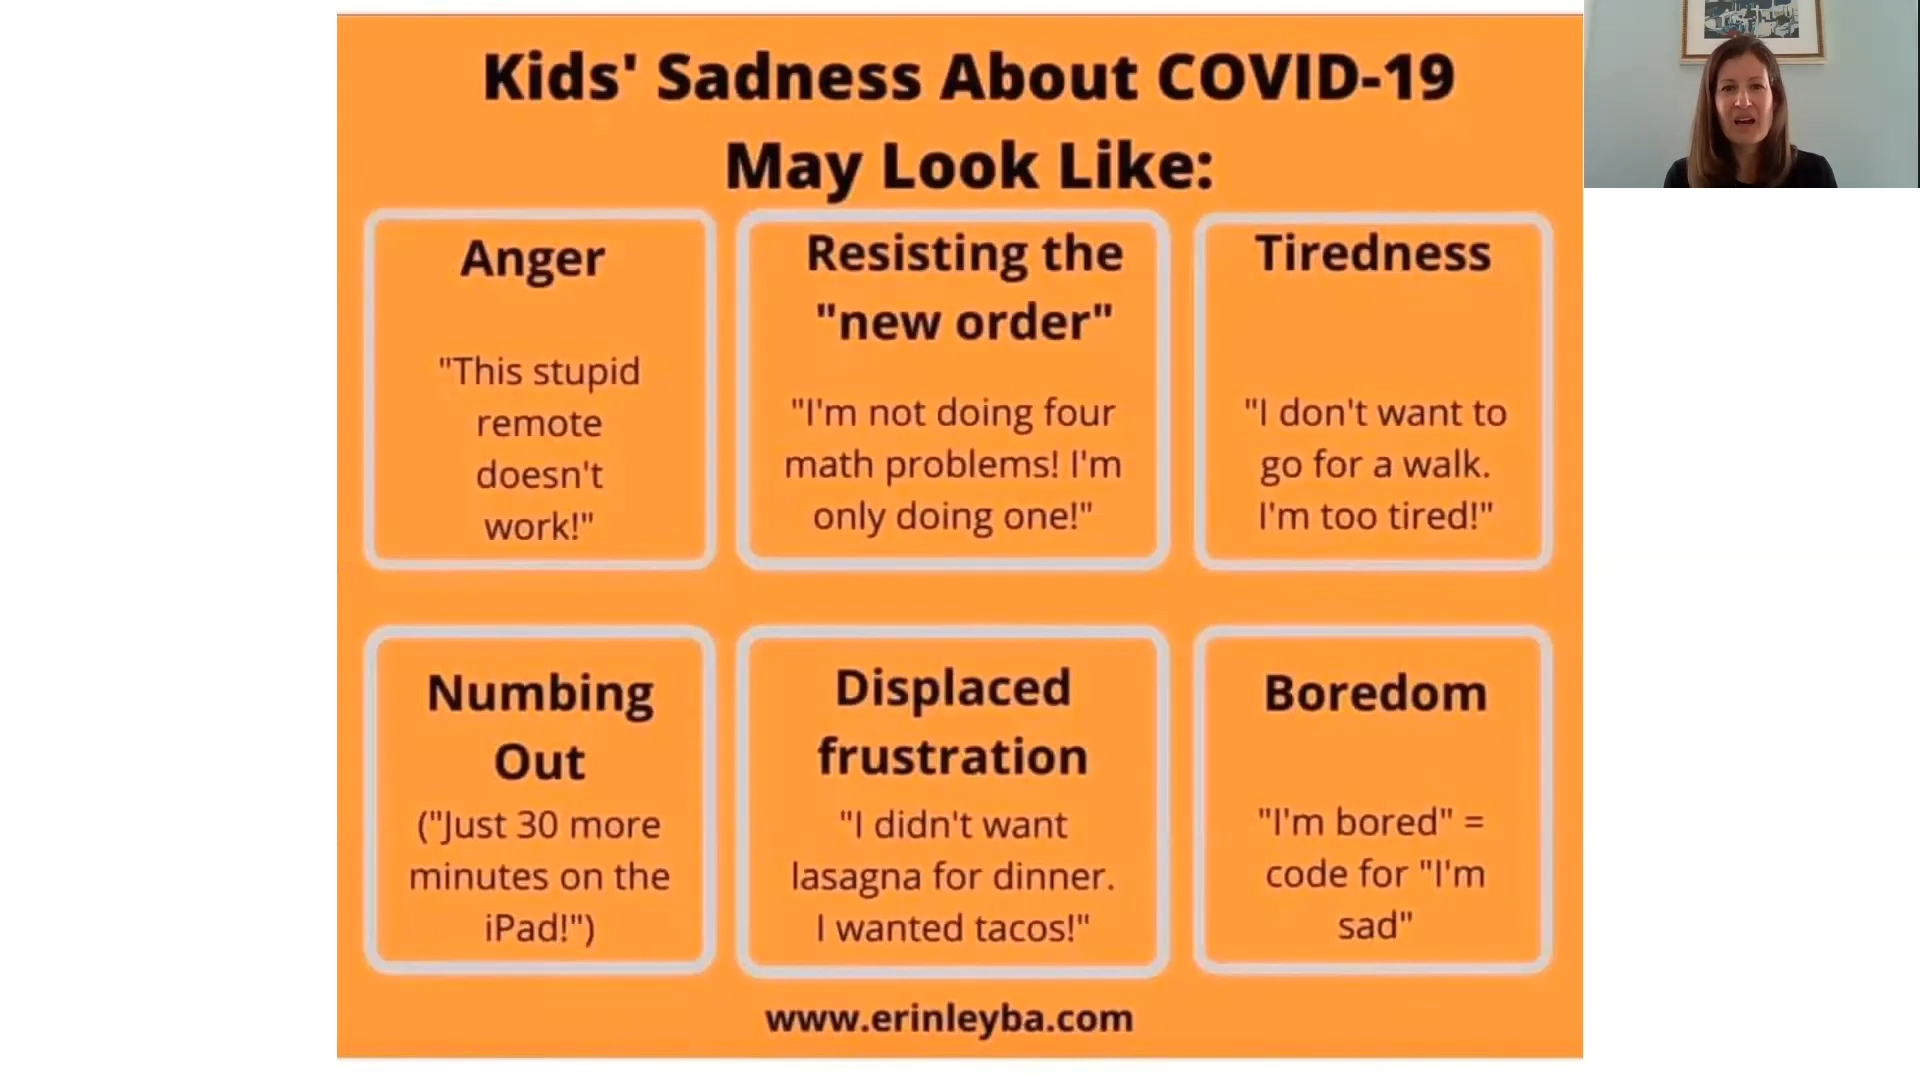 Kids' Sadness About COVID-19
May Look Like:
Anger
"This stupid
remote
doesn't
work!"
Resisting the
"new order"
"I'm not doing four
math problems! I'm
only doing one!"
Tiredness
"I don't want to
go for a walk.
I'm too tired!"
Numbing
Out
("Just 30 more
minutes on the
iPad!")
Displaced
frustration
"I didn't want
lasagna for dinner.
I wanted tacos!"
Boredom
"I'm bored" =
code for "I'm
sad"
www.erinleyba.com